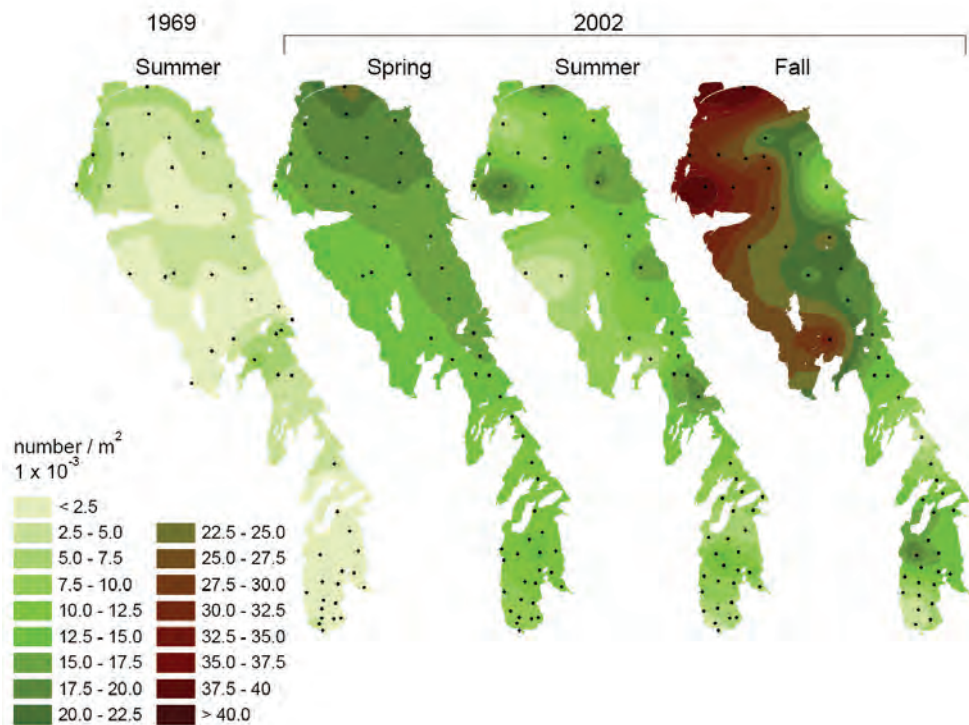 1969
2002
Summer
Spring
Summer
Fall
number / m²
1 x 10⁻³
< 2.5
2.5 - 5.0
5.0 - 7.5
7.5 - 10.0
10.0 - 12.5
12.5 - 15.0
15.0 - 17.5
17.5 - 20.0
20.0 - 22.5
22.5 - 25.0
25.0 - 27.5
27.5 - 30.0
30.0 - 32.5
32.5 - 35.0
35.0 - 37.5
37.5 - 40
> 40.0